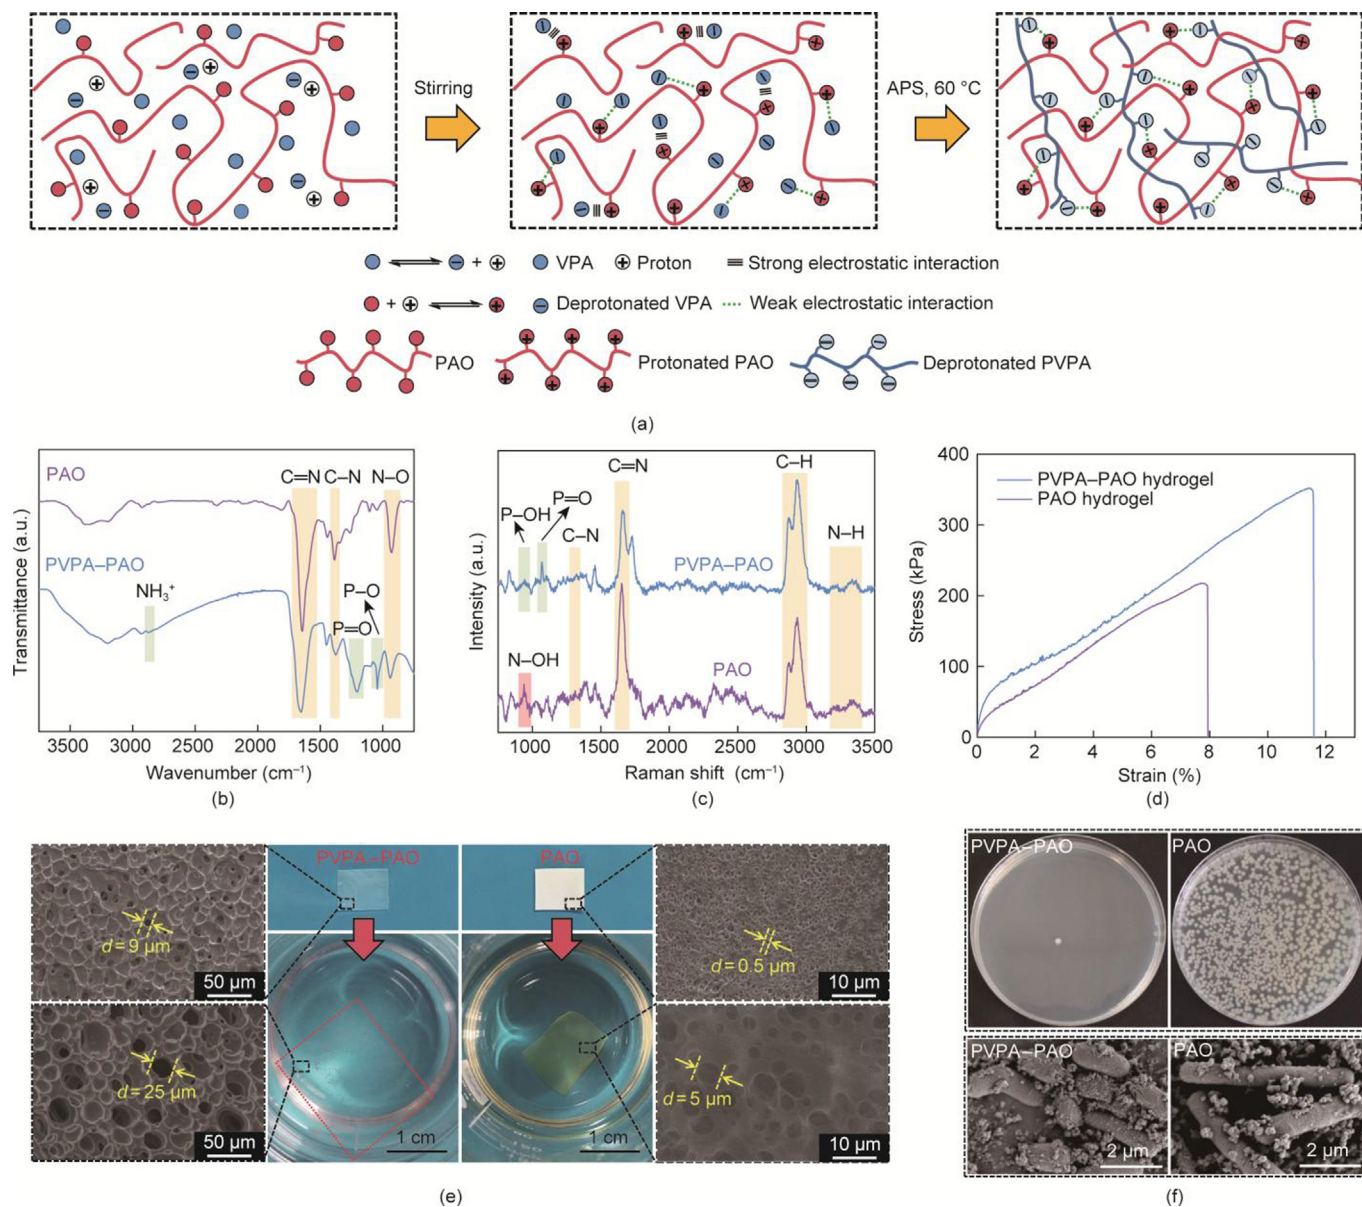 Stirring
APS, 60 °C
+ VPA Proton Strong electrostatic interaction
+ Deprotonated VPA Weak electrostatic interaction
PAO Protonated PAO Deprotonated PVPA
(a)
PAO
C=N C–N N–O
PVPA–PAO
NH₃⁺
P–O
P=O
Transmittance (a.u.)
3500 3000 2500 2000 1500 1000
Wavenumber (cm⁻¹)
(b)
C=N
C–H
P=O
P–OH
C–N
N–H
PVPA–PAO
N–OH
PAO
Intensity (a.u.)
1000 1500 2000 2500 3000 3500
Raman shift (cm⁻¹)
(c)
400
300
200
100
0
PVPA–PAO hydrogel
PAO hydrogel
Stress (kPa)
0 2 4 6 8 10 12
Strain (%)
(d)
PVPA–PAO
PAO
d = 9 μm
50 μm
d = 0.5 μm
10 μm
d = 25 μm
50 μm
1 cm
1 cm
d = 5 μm
10 μm
(e)
PVPA–PAO
PAO
PVPA–PAO
PAO
2 μm
2 μm
(f)